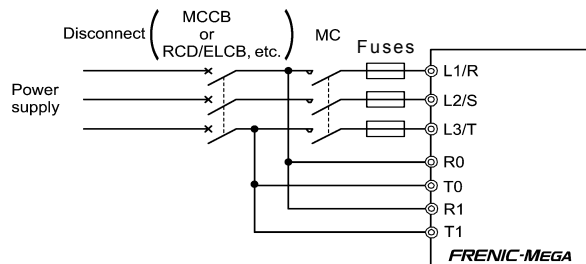 Disconnect
MCCB
or
RCD/ELCB, etc.
MC
Fuses
Power
supply
L1/R
L2/S
L3/T
R0
T0
R1
T1
FRENIC-MEGA